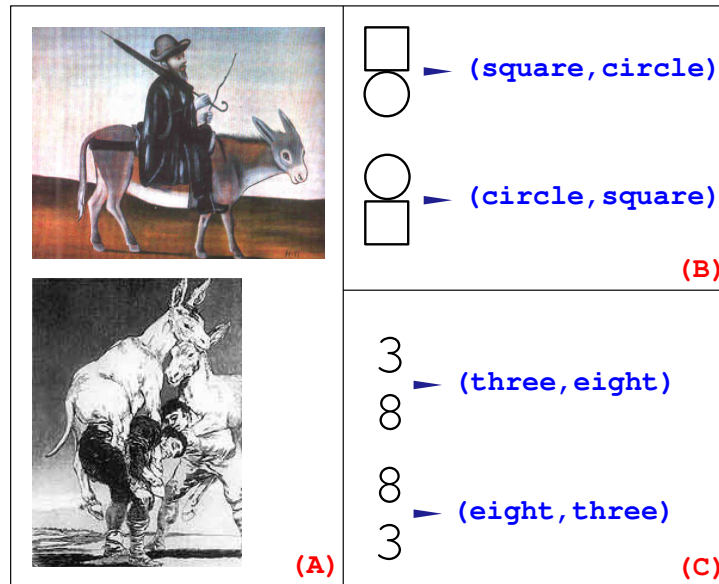 (square,circle)
(circle,square)
(B)
3
8
(three,eight)
8
3
(eight,three)
(A)
(C)